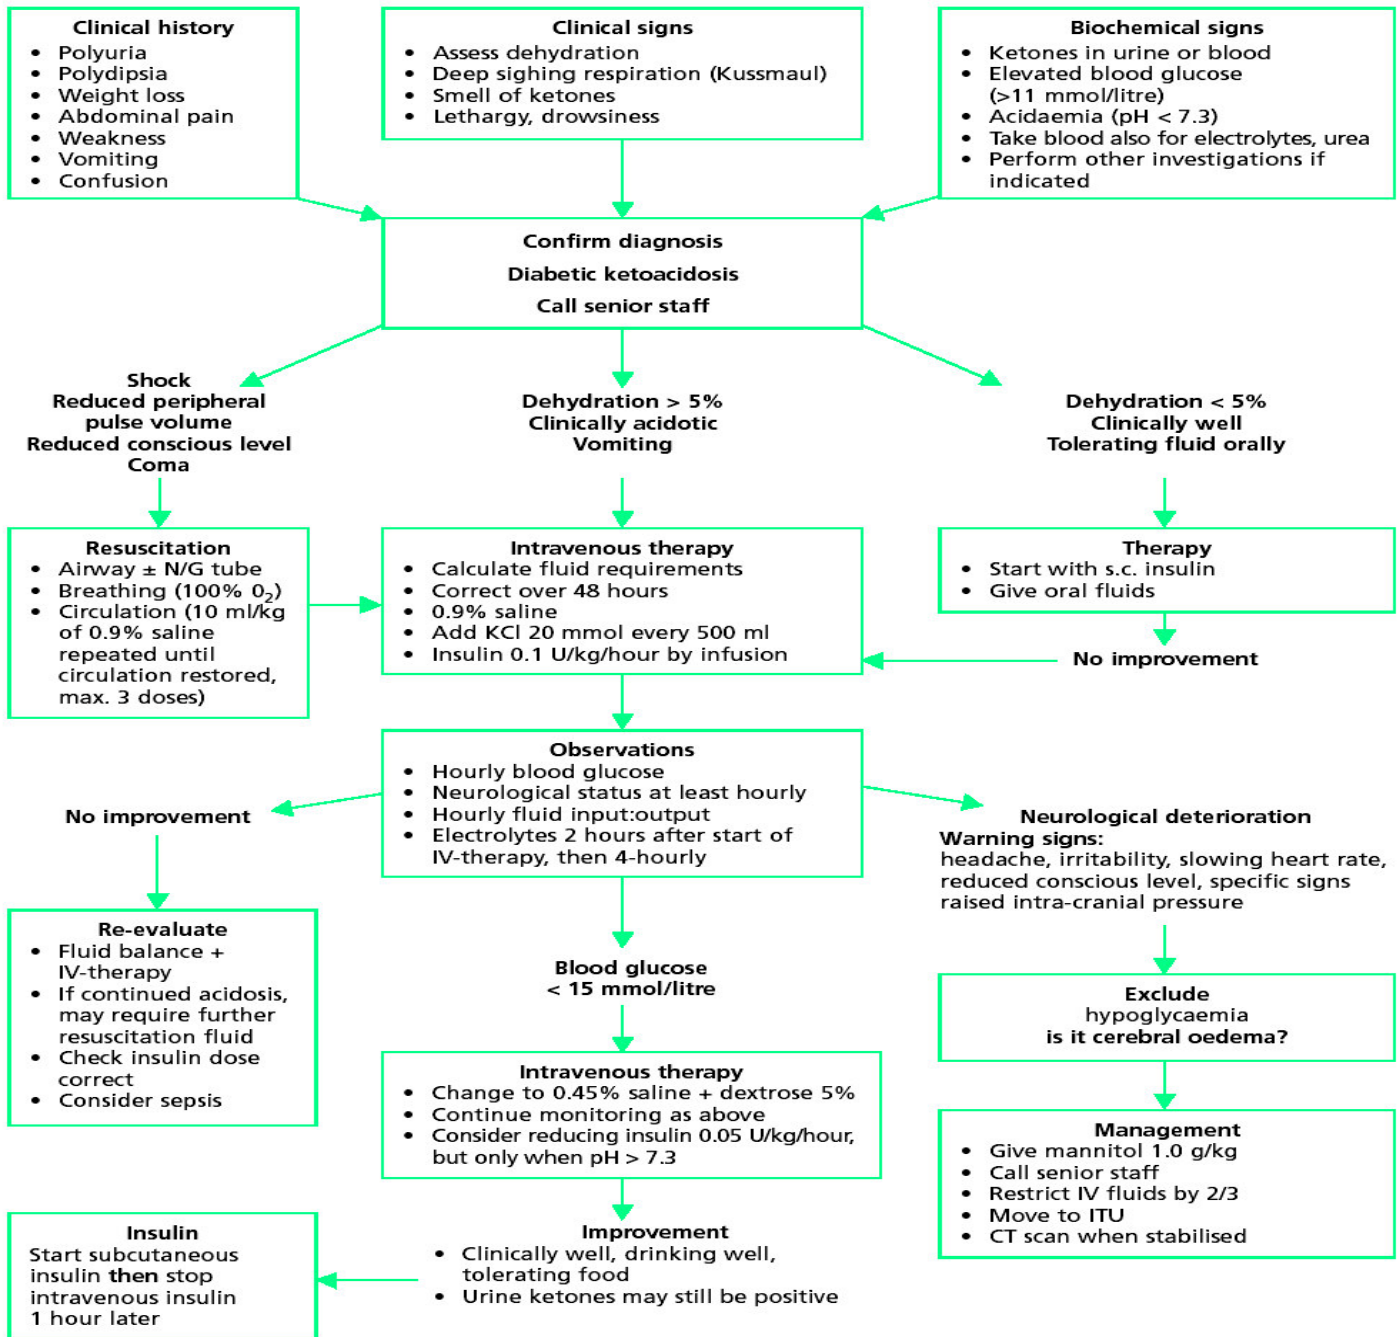 Clinical history
• Polyuria
• Polydipsia
• Weight loss
• Abdominal pain
• Weakness
• Vomiting
• Confusion
Clinical signs
• Assess dehydration
• Deep sighing respiration (Kussmaul)
• Smell of ketones
• Lethargy, drowsiness
Biochemical signs
• Ketones in urine or blood
• Elevated blood glucose
(>11 mmol/litre)
• Acidaemia (pH < 7.3)
• Take blood also for electrolytes, urea
• Perform other investigations if
indicated
Confirm diagnosis
Diabetic ketoacidosis
Call senior staff
Shock
Reduced peripheral
pulse volume
Reduced conscious level
Coma
Dehydration > 5%
Clinically acidotic
Vomiting
Dehydration < 5%
Clinically well
Tolerating fluid orally
Resuscitation
• Airway ± N/G tube
• Breathing (100% 0₂)
• Circulation (10 ml/kg
of 0.9% saline
repeated until
circulation restored,
max. 3 doses)
Intravenous therapy
• Calculate fluid requirements
• Correct over 48 hours
• 0.9% saline
• Add KCl 20 mmol every 500 ml
• Insulin 0.1 U/kg/hour by infusion
Therapy
• Start with s.c. insulin
• Give oral fluids
No improvement
Observations
• Hourly blood glucose
• Neurological status at least hourly
• Hourly fluid input:output
• Electrolytes 2 hours after start of
IV-therapy, then 4-hourly
No improvement
Neurological deterioration
Warning signs:
headache, irritability, slowing heart rate,
reduced conscious level, specific signs
raised intra-cranial pressure
Re-evaluate
• Fluid balance +
IV-therapy
• If continued acidosis,
may require further
resuscitation fluid
• Check insulin dose
correct
• Consider sepsis
Blood glucose
< 15 mmol/litre
Exclude
hypoglycaemia
is it cerebral oedema?
Intravenous therapy
• Change to 0.45% saline + dextrose 5%
• Continue monitoring as above
• Consider reducing insulin 0.05 U/kg/hour,
but only when pH > 7.3
Management
• Give mannitol 1.0 g/kg
• Call senior staff
• Restrict IV fluids by 2/3
• Move to ITU
• CT scan when stabilised
Improvement
• Clinically well, drinking well,
tolerating food
• Urine ketones may still be positive
Insulin
Start subcutaneous
insulin then stop
intravenous insulin
1 hour later